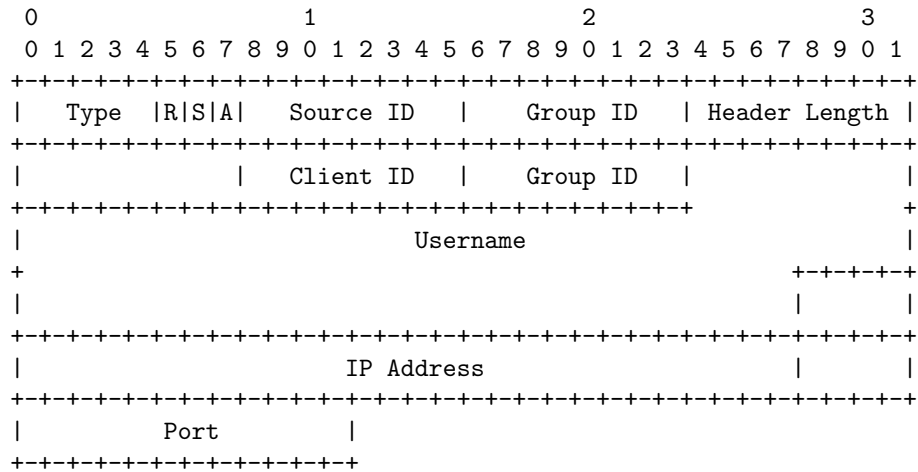 0 1 2 3
0 1 2 3 4 5 6 7 8 9 0 1 2 3 4 5 6 7 8 9 0 1 2 3 4 5 6 7 8 9 0 1
+-+-+-+-+-+-+-+-+-+-+-+-+-+-+-+-+-+-+-+-+-+-+-+-+-+-+-+-+-+-+-+-+
| Type |R|S|A| Source ID | Group ID | Header Length |
+-+-+-+-+-+-+-+-+-+-+-+-+-+-+-+-+-+-+-+-+-+-+-+-+-+-+-+-+-+-+-+-+
| | Client ID | Group ID | |
+-+-+-+-+-+-+-+-+-+-+-+-+-+-+-+-+-+-+-+-+-+-+-+-+ +
| Username |
+ +-+-+-+-+
| | |
+-+-+-+-+-+-+-+-+-+-+-+-+-+-+-+-+-+-+-+-+-+-+-+-+-+-+-+-+-+-+-+-+
| IP Address | |
+-+-+-+-+-+-+-+-+-+-+-+-+-+-+-+-+-+-+-+-+-+-+-+-+-+-+-+-+-+-+-+-+
| Port |
+-+-+-+-+-+-+-+-+-+-+-+-+